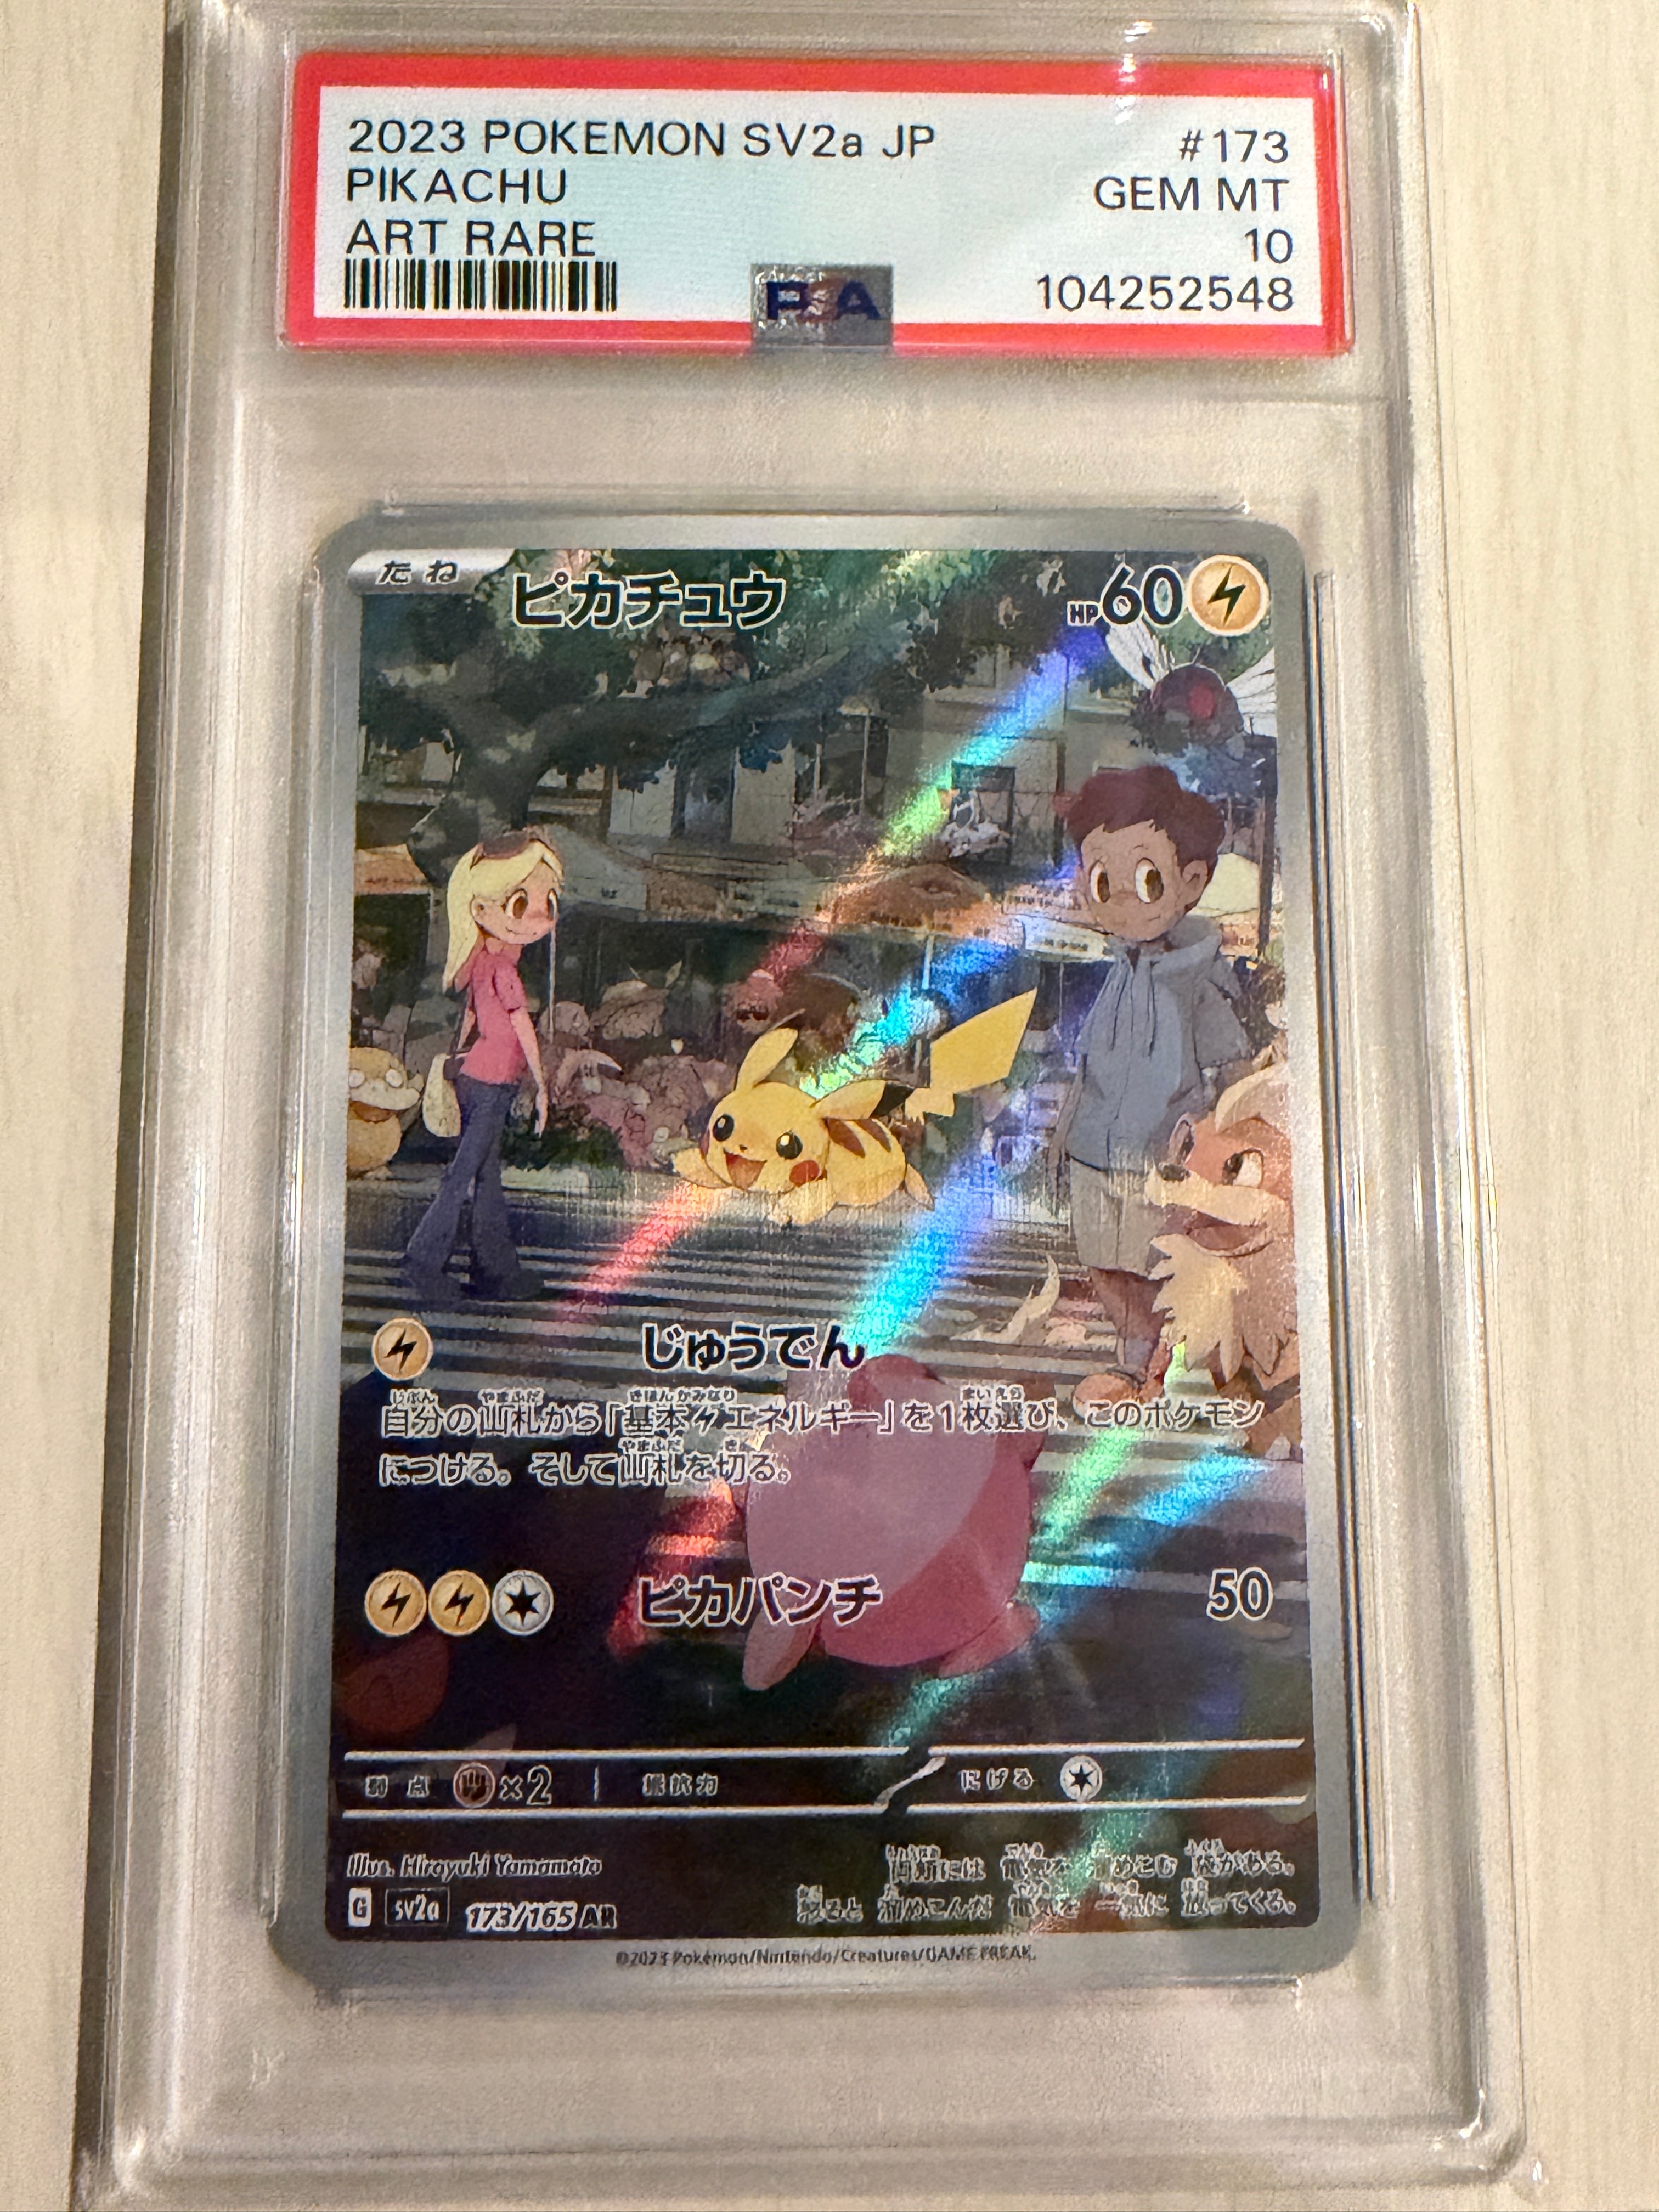 2023 POKEMON SV2a JP #173
PIKACHU GEM MT
ART RARE 10
PSA 104252548
たね ピカチュウ HP60
じゅうでん
自分の山札から「基本エネルギー」を1枚選び、このポケモン
につける。そして山札を切る。
ピカパンチ 50
弱点 ×2 抵抗力 にげる
Illus. Hiroyuki Yamamoto
両頬には 電気を 溜めこむ 袋がある。
怒ると 溜めこんだ 電気を 一気に 放ってくる。
G sv2a 173/165 AR
©2023 Pokémon/Nintendo/Creatures/GAME FREAK.